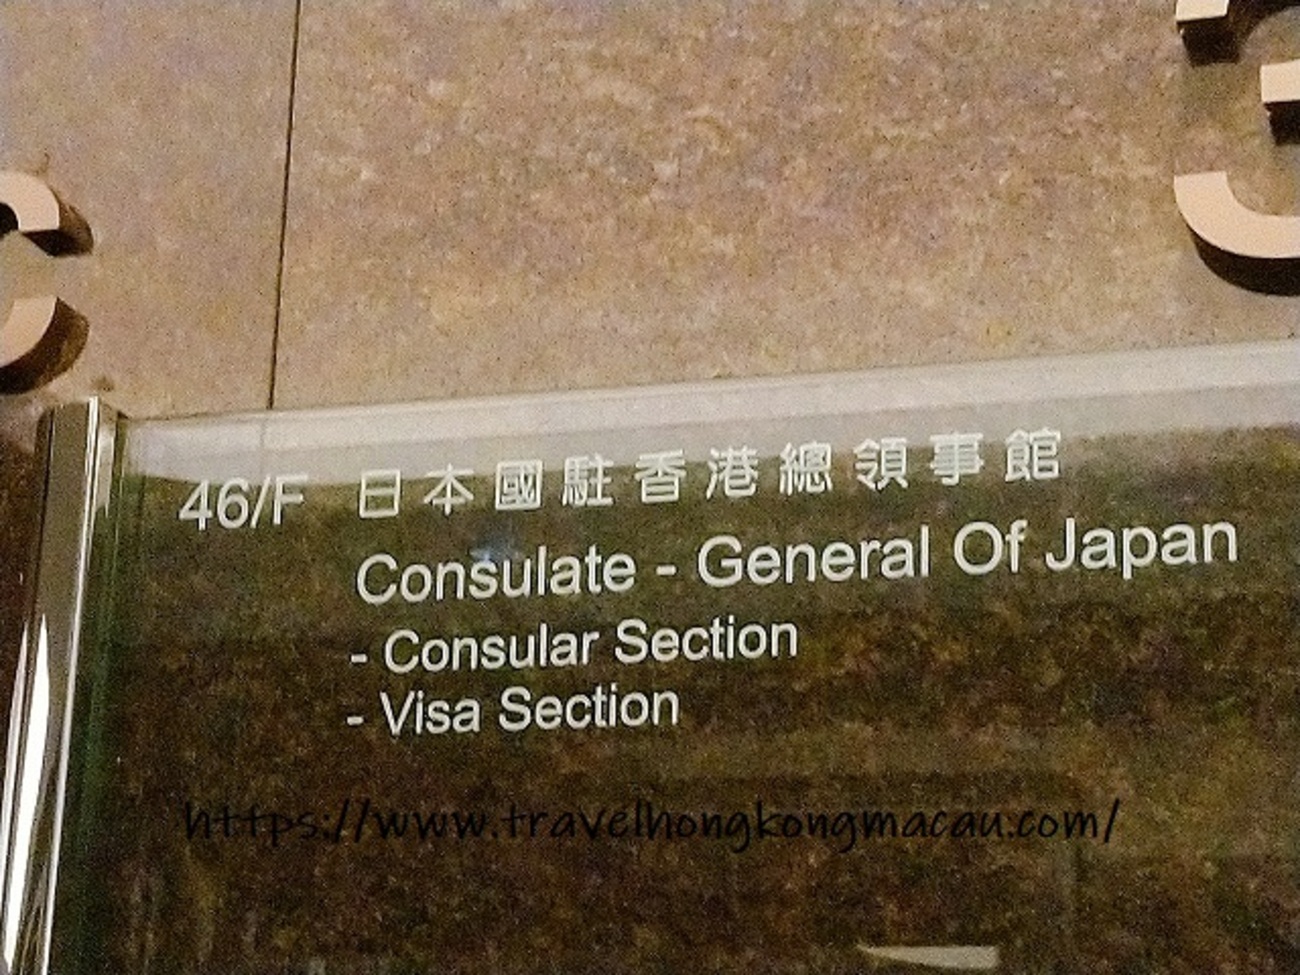 46/F 日本國駐香港總領事館
Consulate - General Of Japan
- Consular Section
- Visa Section
https://www.travelhongkongmacau.com/